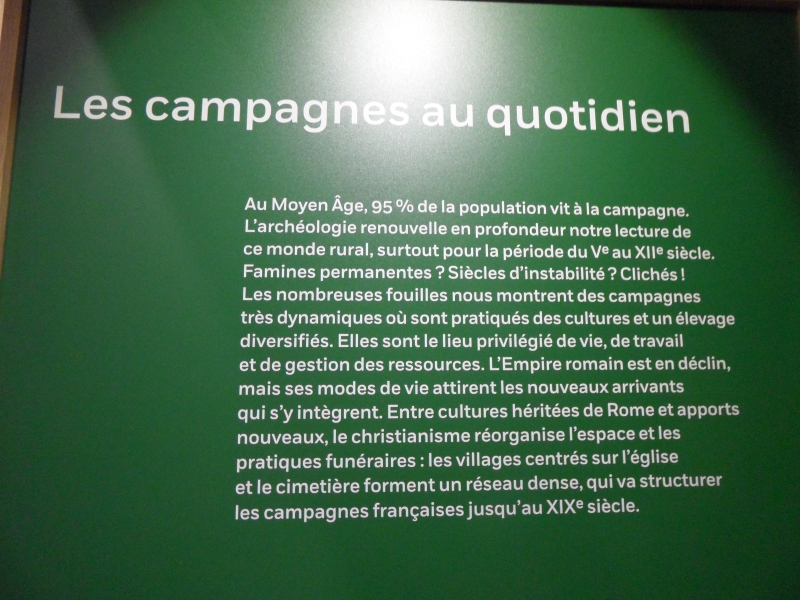 Les campagnes au quotidien
Au Moyen Âge, 95 % de la population vit à la campagne.
L'archéologie renouvelle en profondeur notre lecture de
ce monde rural, surtout pour la période du Ve au XIIe siècle.
Famines permanentes ? Siècles d'instabilité ? Clichés !
Les nombreuses fouilles nous montrent des campagnes
très dynamiques où sont pratiqués des cultures et un élevage
diversifiés. Elles sont le lieu privilégié de vie, de travail
et de gestion des ressources. L'Empire romain est en déclin,
mais ses modes de vie attirent les nouveaux arrivants
qui s'y intègrent. Entre cultures héritées de Rome et apports
nouveaux, le christianisme réorganise l'espace et les
pratiques funéraires : les villages centrés sur l'église
et le cimetière forment un réseau dense, qui va structurer
les campagnes françaises jusqu'au XIXe siècle.